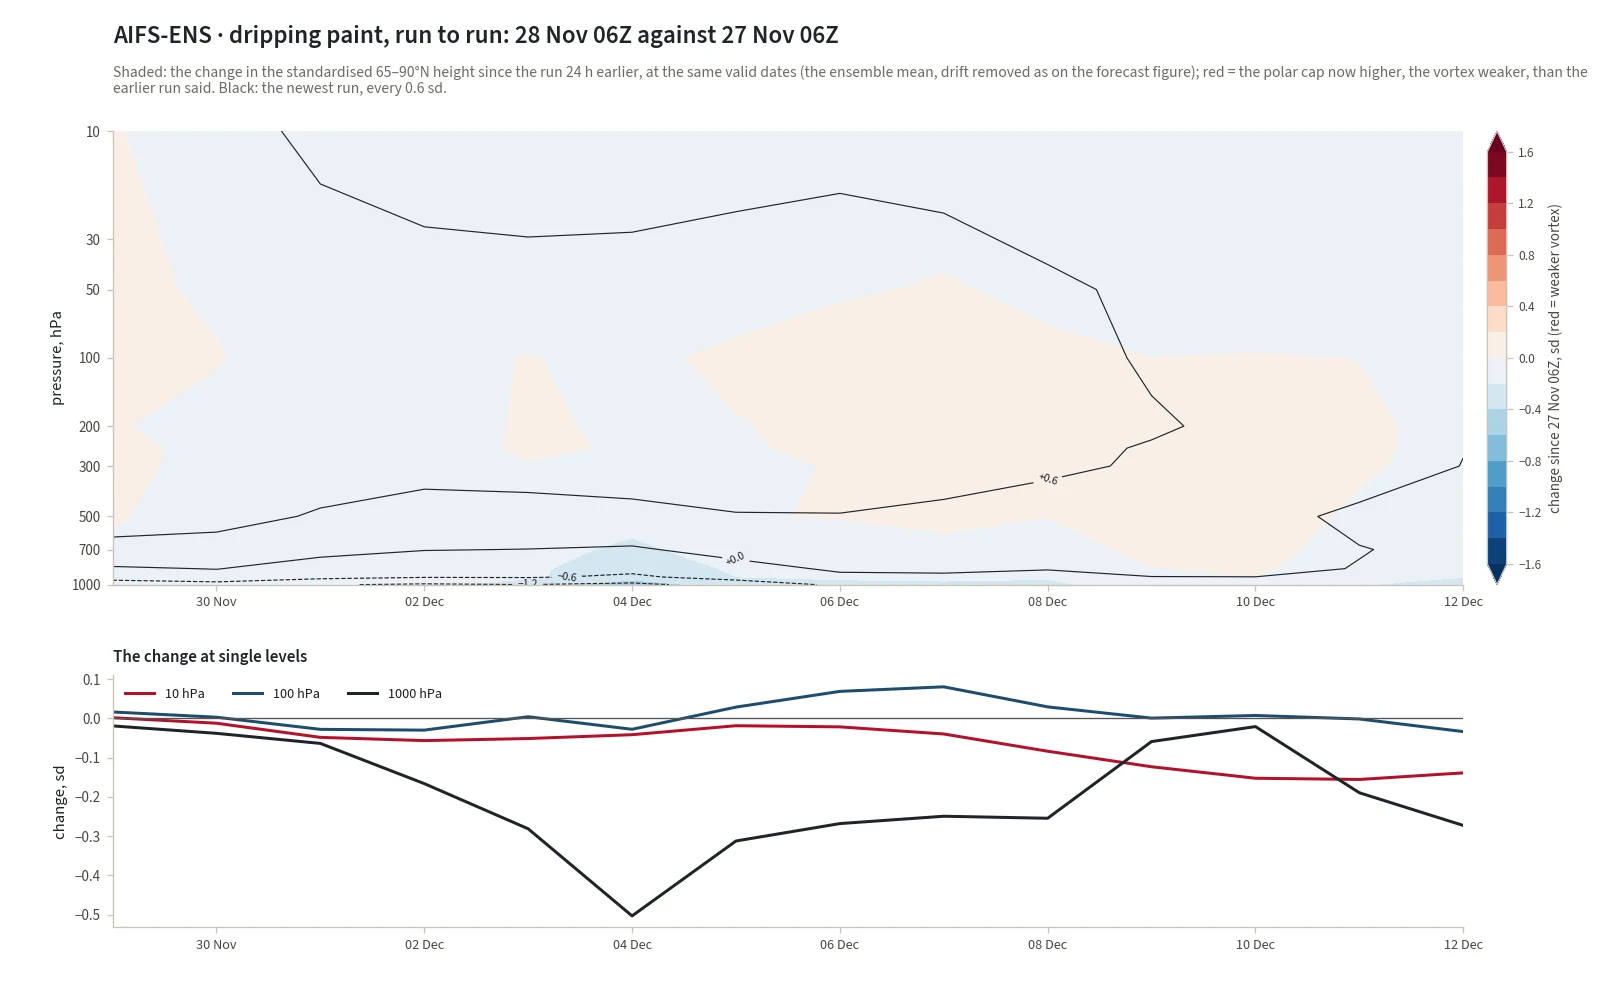 AIFS-ENS · dripping paint, run to run: 28 Nov 06Z against 27 Nov 06Z
Shaded: the change in the standardised 65–90°N height since the run 24 h earlier, at the same valid dates (the ensemble mean, drift removed as on the forecast figure); red = the polar cap now higher, the vortex weaker, than the
earlier run said. Black: the newest run, every 0.6 sd.
pressure, hPa
10
30
50
100
200
300
500
700
1000
+0.6
+0.0
−0.6
−1.2
30 Nov
02 Dec
04 Dec
06 Dec
08 Dec
10 Dec
12 Dec
1.6
1.2
0.8
0.4
0.0
−0.4
−0.8
−1.2
−1.6
change since 27 Nov 06Z, sd (red = weaker vortex)
The change at single levels
10 hPa
100 hPa
1000 hPa
change, sd
0.1
0.0
−0.1
−0.2
−0.3
−0.4
−0.5
30 Nov
02 Dec
04 Dec
06 Dec
08 Dec
10 Dec
12 Dec